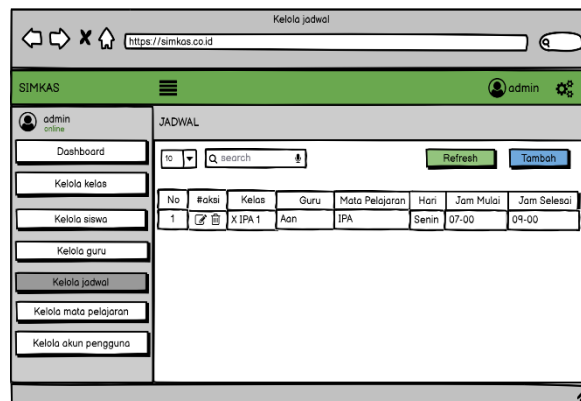 Kelola jadwal
https://simkas.co.id
SIMKAS
admin
admin
online
JADWAL
Dashboard
Kelola kelas
Kelola siswa
Kelola guru
Kelola jadwal
Kelola mata pelajaran
Kelola akun pengguna
10
search
Refresh
Tambah
No #aksi Kelas Guru Mata Pelajaran Hari Jam Mulai Jam Selesai
1 X IPA 1 Aan IPA Senin 07-00 09-00